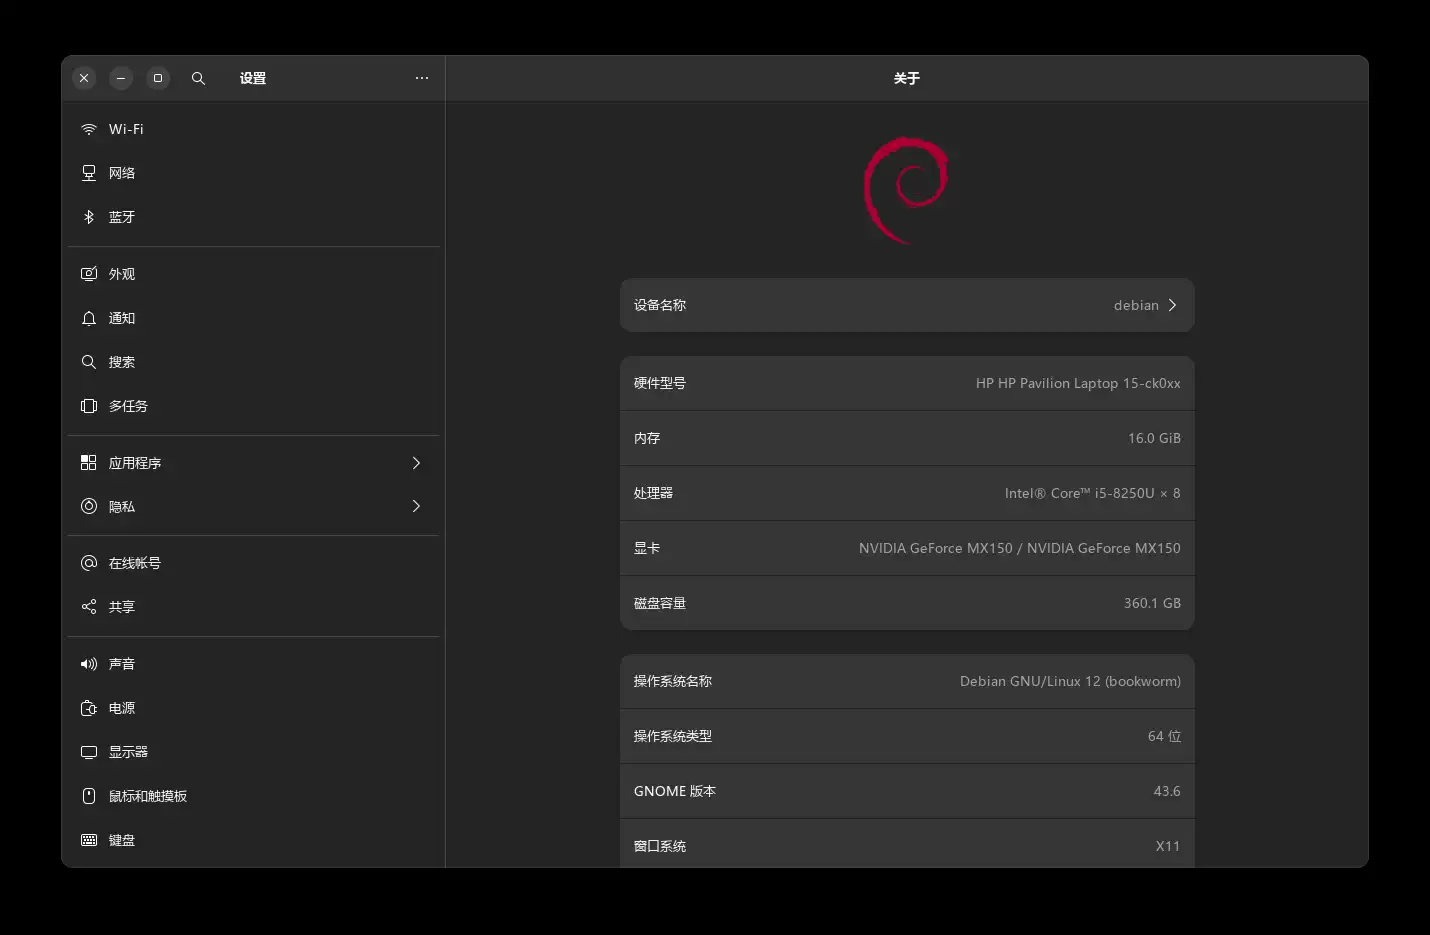 设置
Wi-Fi
网络
蓝牙
外观
通知
搜索
多任务
应用程序
隐私
在线帐号
共享
声音
电源
显示器
鼠标和触摸板
键盘
关于
设备名称 debian
硬件型号 HP HP Pavilion Laptop 15-ck0xx
内存 16.0 GiB
处理器 Intel® Core™ i5-8250U × 8
显卡 NVIDIA GeForce MX150 / NVIDIA GeForce MX150
磁盘容量 360.1 GB
操作系统名称 Debian GNU/Linux 12 (bookworm)
操作系统类型 64 位
GNOME 版本 43.6
窗口系统 X11